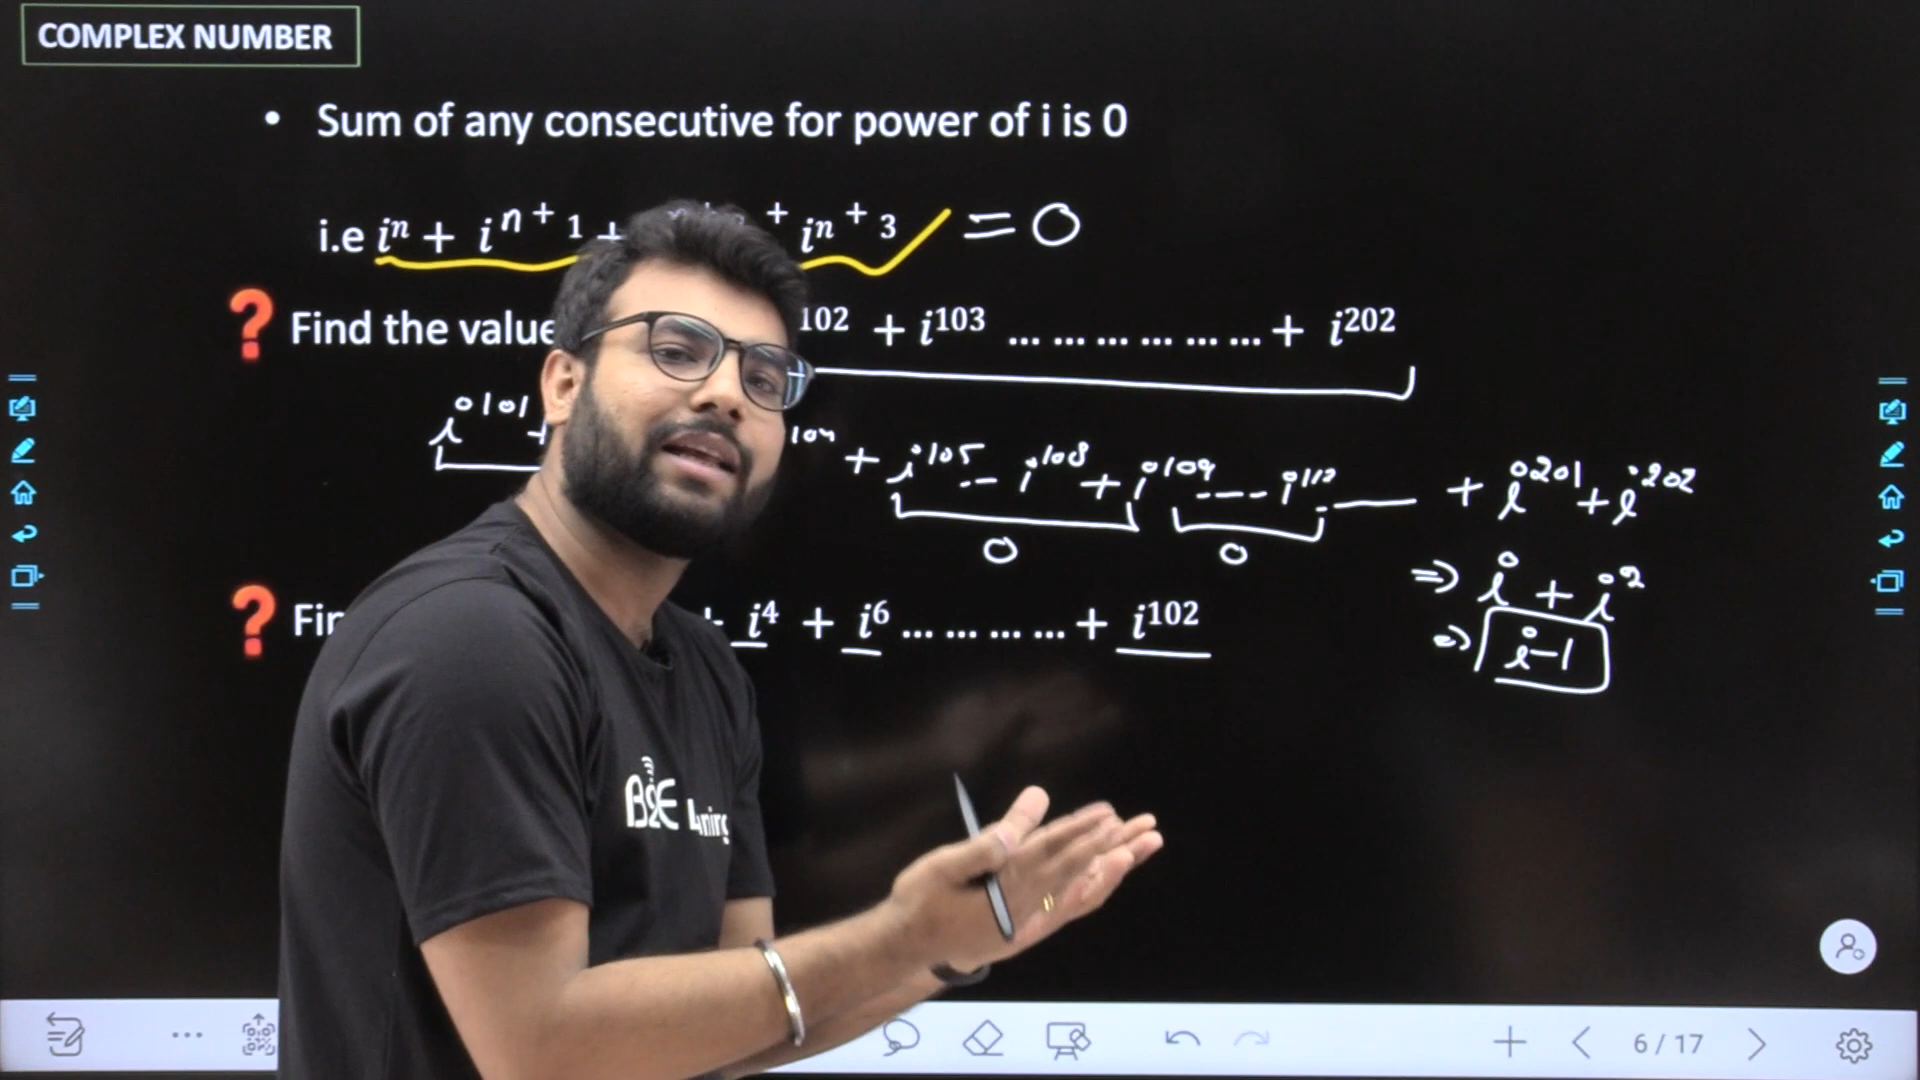 COMPLEX NUMBER
• Sum of any consecutive for power of i is 0
i.e iⁿ + iⁿ⁺¹ + + iⁿ⁺³ = 0
❓ Find the value 102 + i¹⁰³ ... ... ... ... ... ... + i²⁰²
i¹⁰¹ + 104 + i¹⁰⁵ -- i¹⁰⁸ + i¹⁰⁹ ---- i¹¹² —— + i²⁰¹ + i²⁰²
0 0
⇒ i + i²
❓ i⁴ + i⁶ ... ... ... ... + i¹⁰²
⇒ i-1
B2E
6 / 17